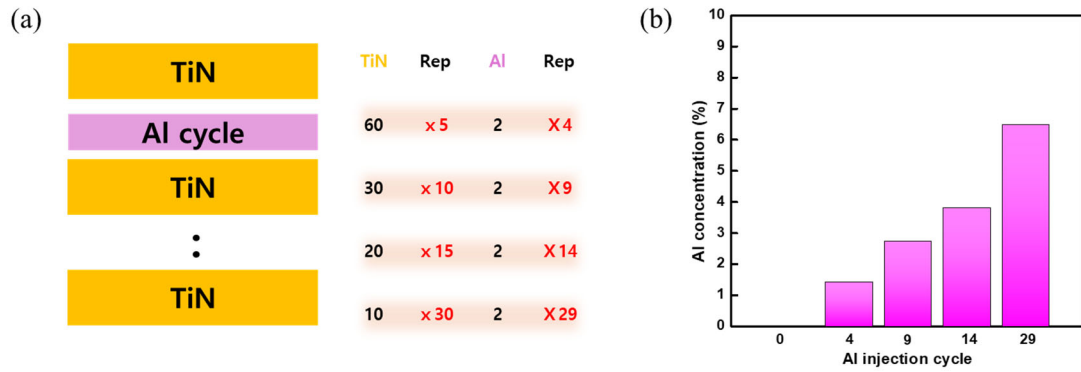 (a)
TiN
Al cycle
TiN
:
TiN
TiN Rep Al Rep
60 x 5 2 X 4
30 x 10 2 X 9
20 x 15 2 X 14
10 x 30 2 X 29
(b)
Al concentration (%)
10
9
8
7
6
5
4
3
2
1
0
0 4 9 14 29
Al injection cycle